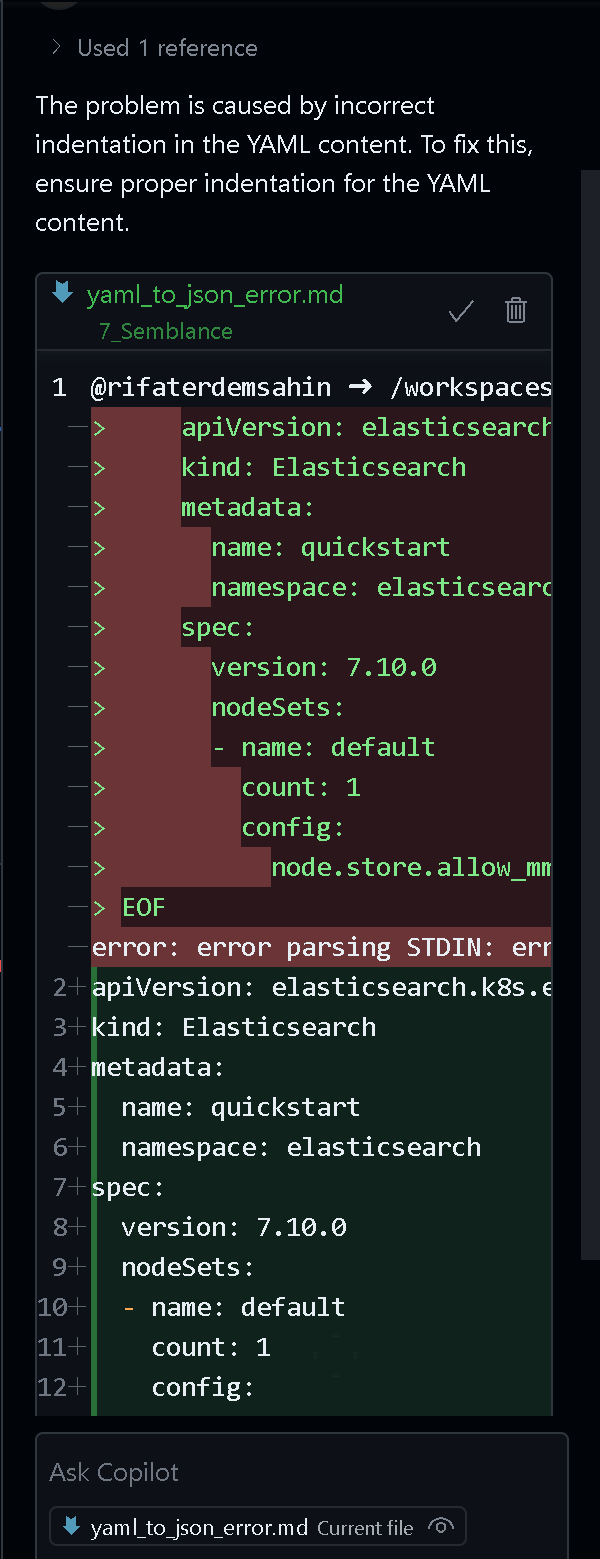 Used 1 reference
The problem is caused by incorrect
indentation in the YAML content. To fix this,
ensure proper indentation for the YAML
content.
yaml_to_json_error.md
7_Semblance
1 @rifaterdemsahin → /workspaces
> apiVersion: elasticsearch
> kind: Elasticsearch
> metadata:
> name: quickstart
> namespace: elasticsearc
> spec:
> version: 7.10.0
> nodeSets:
> - name: default
> count: 1
> config:
> node.store.allow_mm
> EOF
error: error parsing STDIN: err
2+ apiVersion: elasticsearch.k8s.e
3+ kind: Elasticsearch
4+ metadata:
5+ name: quickstart
6+ namespace: elasticsearch
7+ spec:
8+ version: 7.10.0
9+ nodeSets:
10+ - name: default
11+ count: 1
12+ config:
Ask Copilot
yaml_to_json_error.md Current file